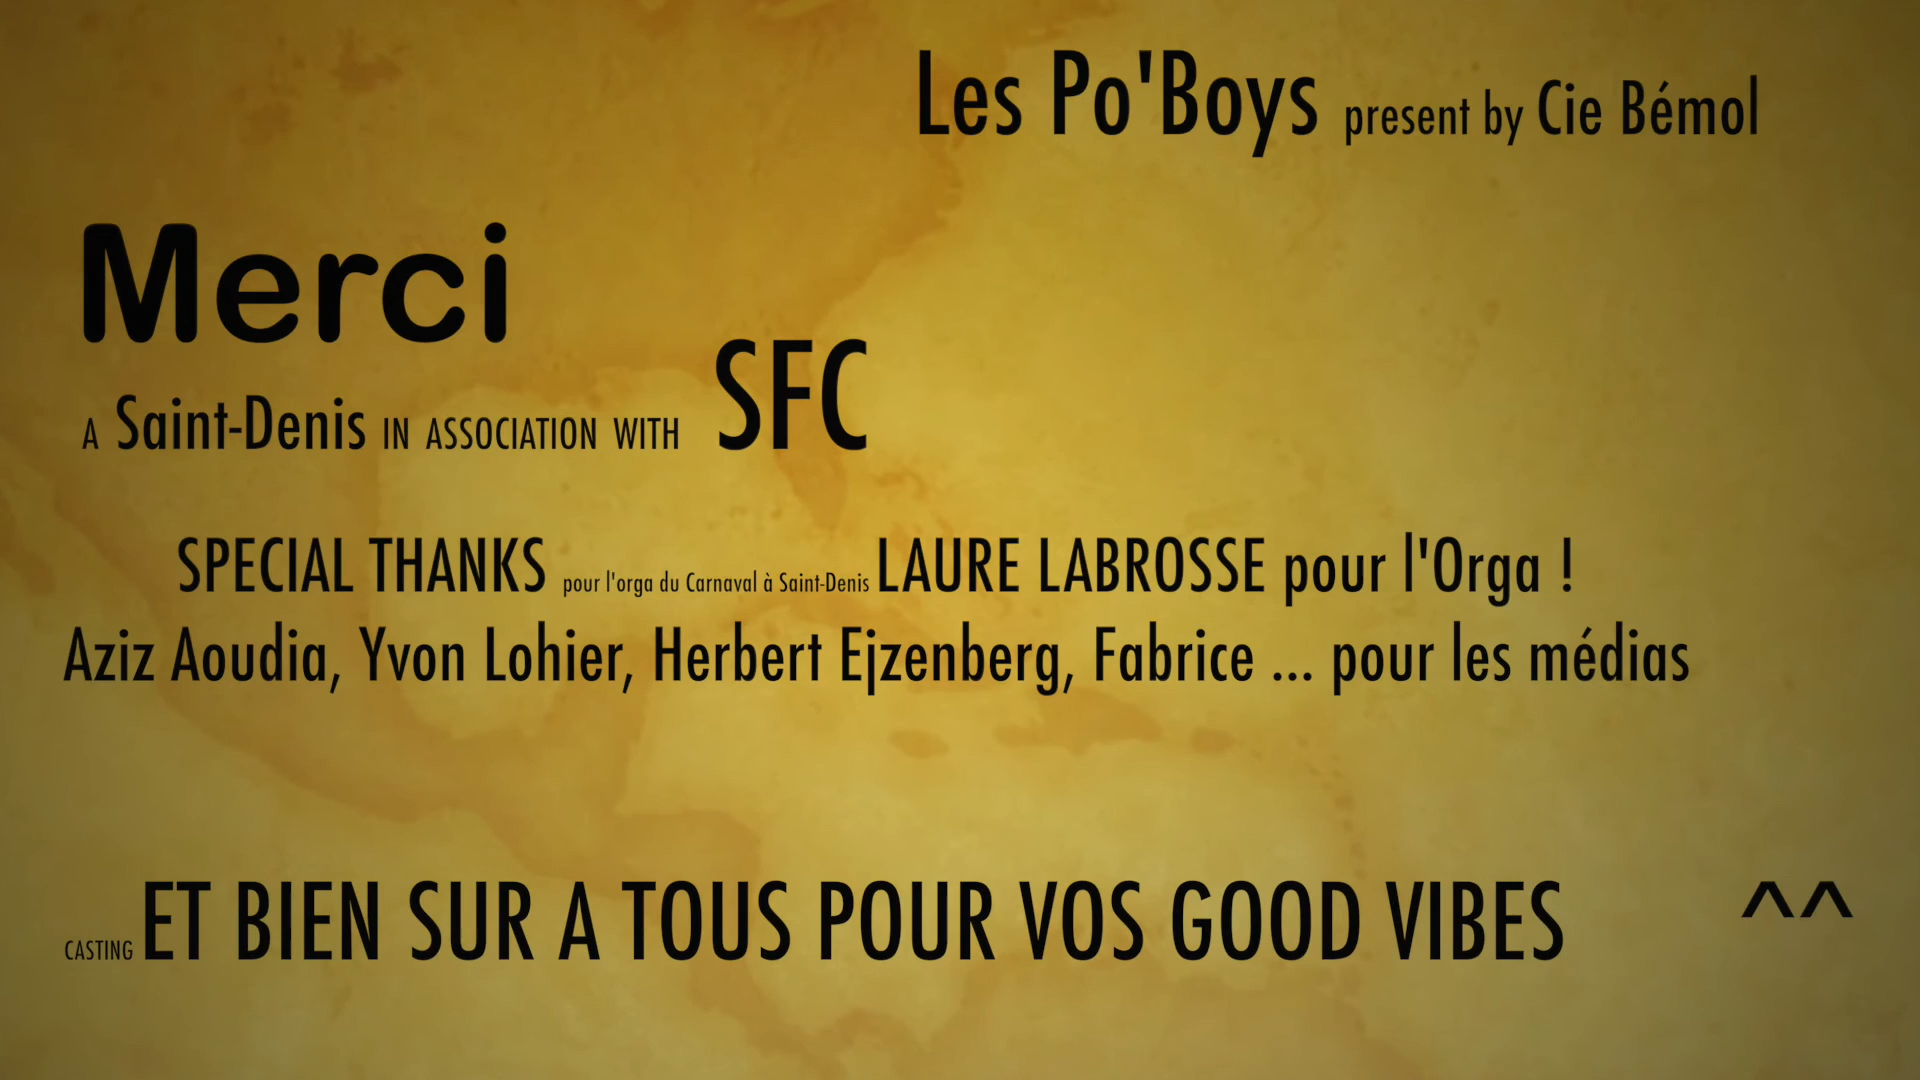 Les Po'Boys present by Cie Bémol
Merci
A Saint-Denis IN ASSOCIATION WITH SFC
SPECIAL THANKS pour l'orga du Carnaval à Saint-Denis LAURE LABROSSE pour l'Orga !
Aziz Aoudia, Yvon Lohier, Herbert Ejzenberg, Fabrice ... pour les médias
CASTING ET BIEN SUR A TOUS POUR VOS GOOD VIBES ^^